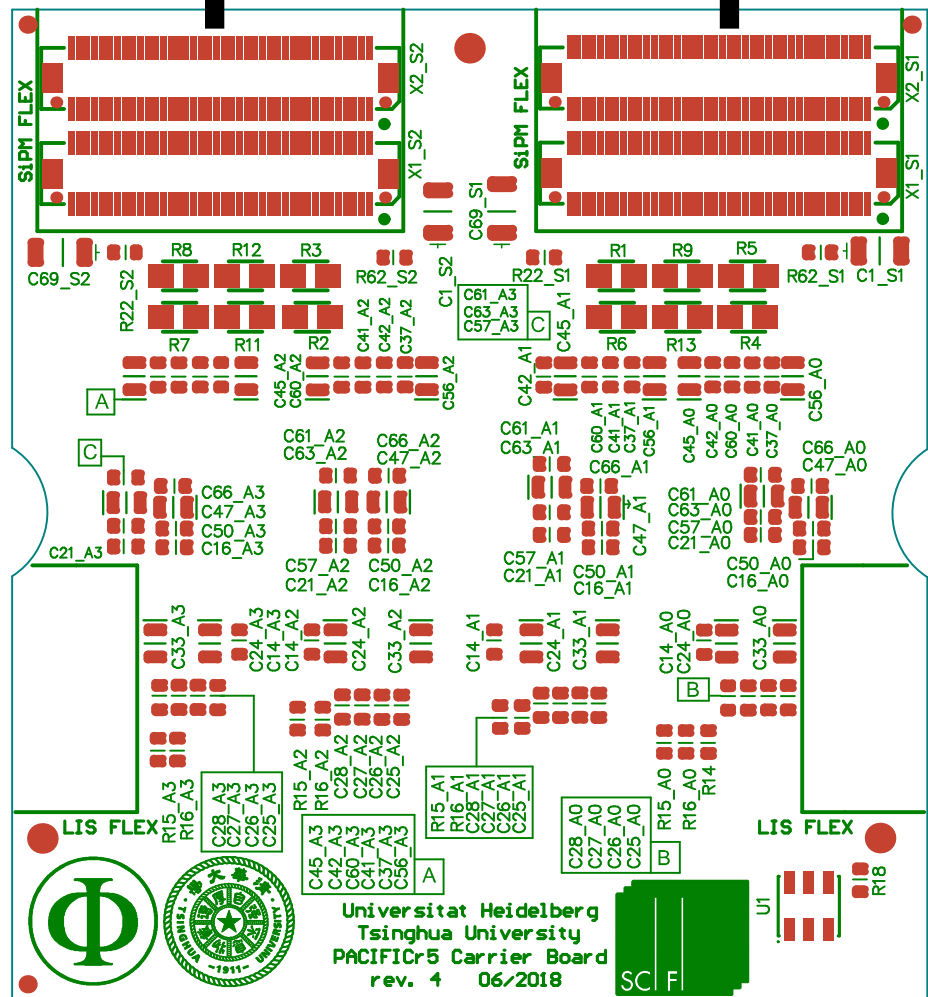 SiPM FLEX
X2_S2
X1_S2
SiPM FLEX
X2_S1
X1_S1
C69_S2
R22_S2
R8
R12
R3
R62_S2
C1_S2
C69_S1
R22_S1
R1
R9
R5
R62_S1
C1_S1
R7
R11
R2
C41_A2
C42_A2
C37_A2
C61_A3
C63_A3
C57_A3
C
C45_A1
R6
R13
R4
C45_A2
C60_A2
C56_A2
C42_A1
C60_A1
C41_A1
C37_A1
C56_A1
C45_A0
C42_A0
C60_A0
C41_A0
C37_A0
C56_A0
A
C
C61_A2
C63_A2
C66_A2
C47_A2
C61_A1
C63_A1
C66_A1
C66_A0
C47_A0
C66_A3
C47_A3
C50_A3
C16_A3
C21_A3
C47_A1
C61_A0
C63_A0
C57_A0
C21_A0
C57_A2
C21_A2
C50_A2
C16_A2
C57_A1
C21_A1
C50_A1
C16_A1
C50_A0
C16_A0
C33_A3
C24_A3
C14_A3
C14_A2
C24_A2
C33_A2
C14_A1
C24_A1
C33_A1
C14_A0
C24_A0
C33_A0
B
R15_A3
R16_A3
C28_A3
C27_A3
C26_A3
C25_A3
R15_A2
R16_A2
C28_A2
C27_A2
C26_A2
C25_A2
R15_A1
R16_A1
C28_A1
C27_A1
C26_A1
C25_A1
R15_A0
R16_A0
R14
LIS FLEX
C45_A3
C42_A3
C60_A3
C41_A3
C37_A3
C56_A3
A
C28_A0
C27_A0
C26_A0
C25_A0
B
LIS FLEX
R18
U1
Φ
TSINGHUA UNIVERSITY
-1911-
Universitat Heidelberg
Tsinghua University
PACIFICr5 Carrier Board
rev. 4 06/2018
SCIF